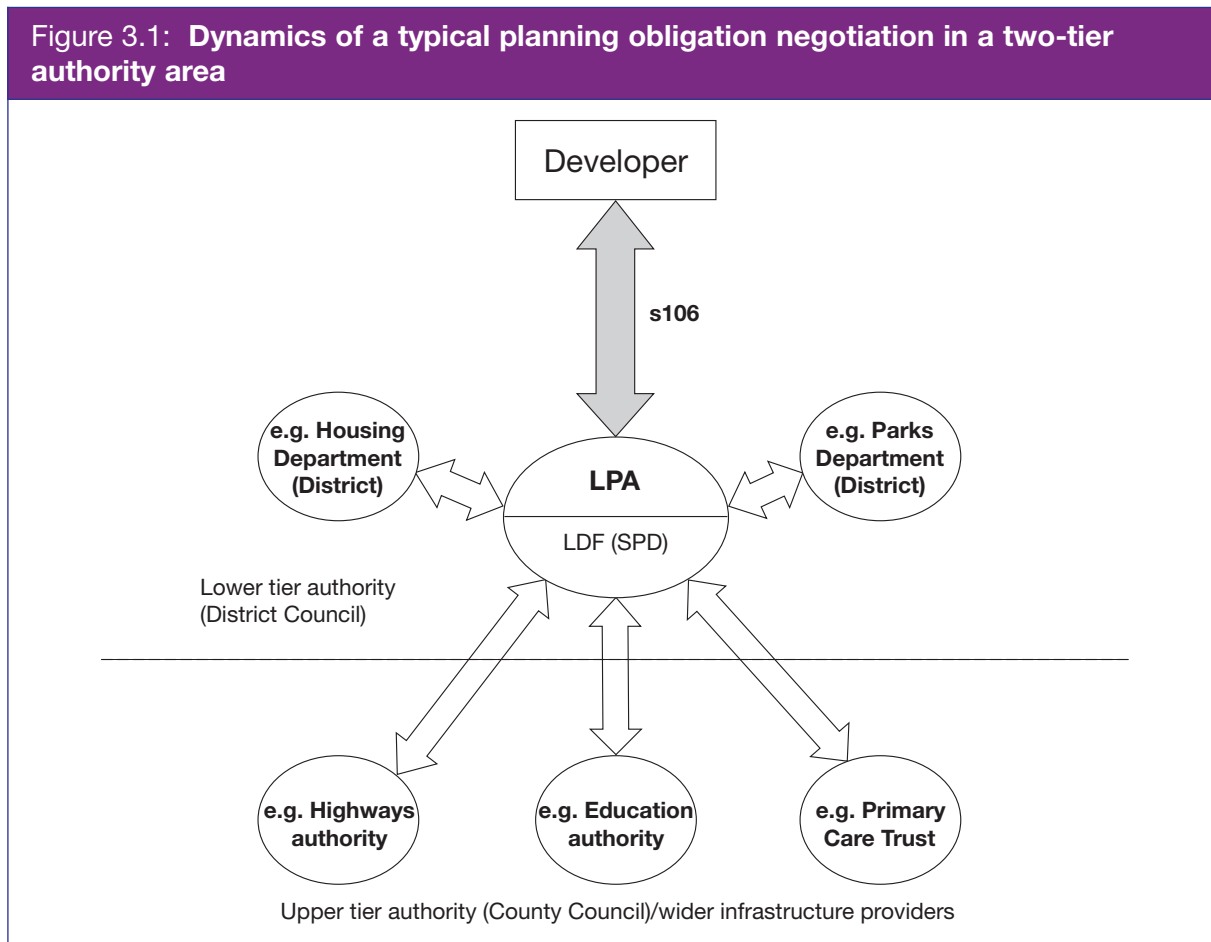 Figure 3.1: Dynamics of a typical planning obligation negotiation in a two-tier
authority area
Developer
s106
e.g. Housing
Department
(District)
e.g. Parks
Department
(District)
LPA
LDF (SPD)
Lower tier authority
(District Council)
e.g. Highways
authority
e.g. Education
authority
e.g. Primary
Care Trust
Upper tier authority (County Council)/wider infrastructure providers